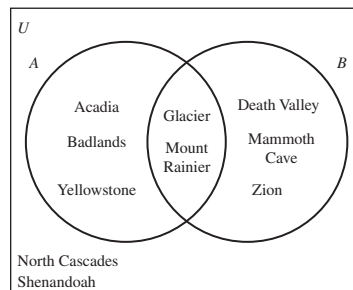 U
A
B
Acadia
Badlands
Yellowstone
Glacier
Mount
Rainier
Death Valley
Mammoth
Cave
Zion
North Cascades
Shenandoah